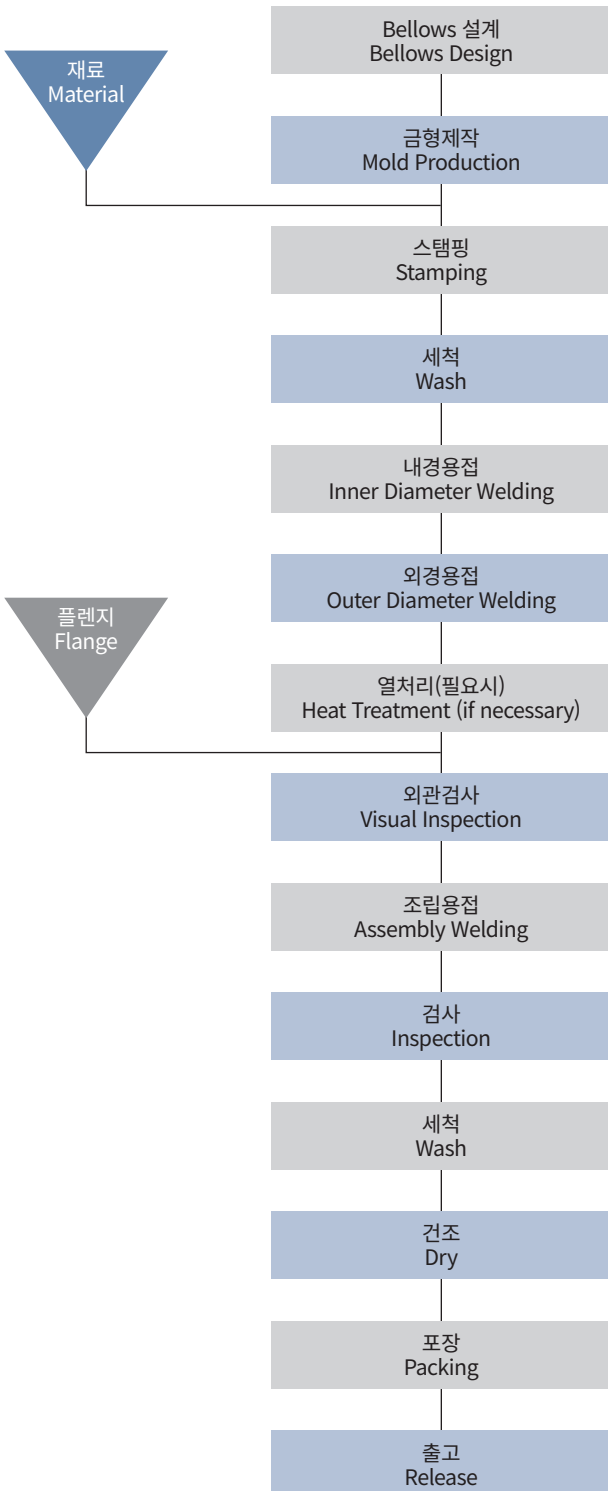 Bellows 설계
Bellows Design
재료
Material
금형제작
Mold Production
스탬핑
Stamping
세척
Wash
내경용접
Inner Diameter Welding
외경용접
Outer Diameter Welding
플렌지
Flange
열처리(필요시)
Heat Treatment (if necessary)
외관검사
Visual Inspection
조립용접
Assembly Welding
검사
Inspection
세척
Wash
건조
Dry
포장
Packing
출고
Release